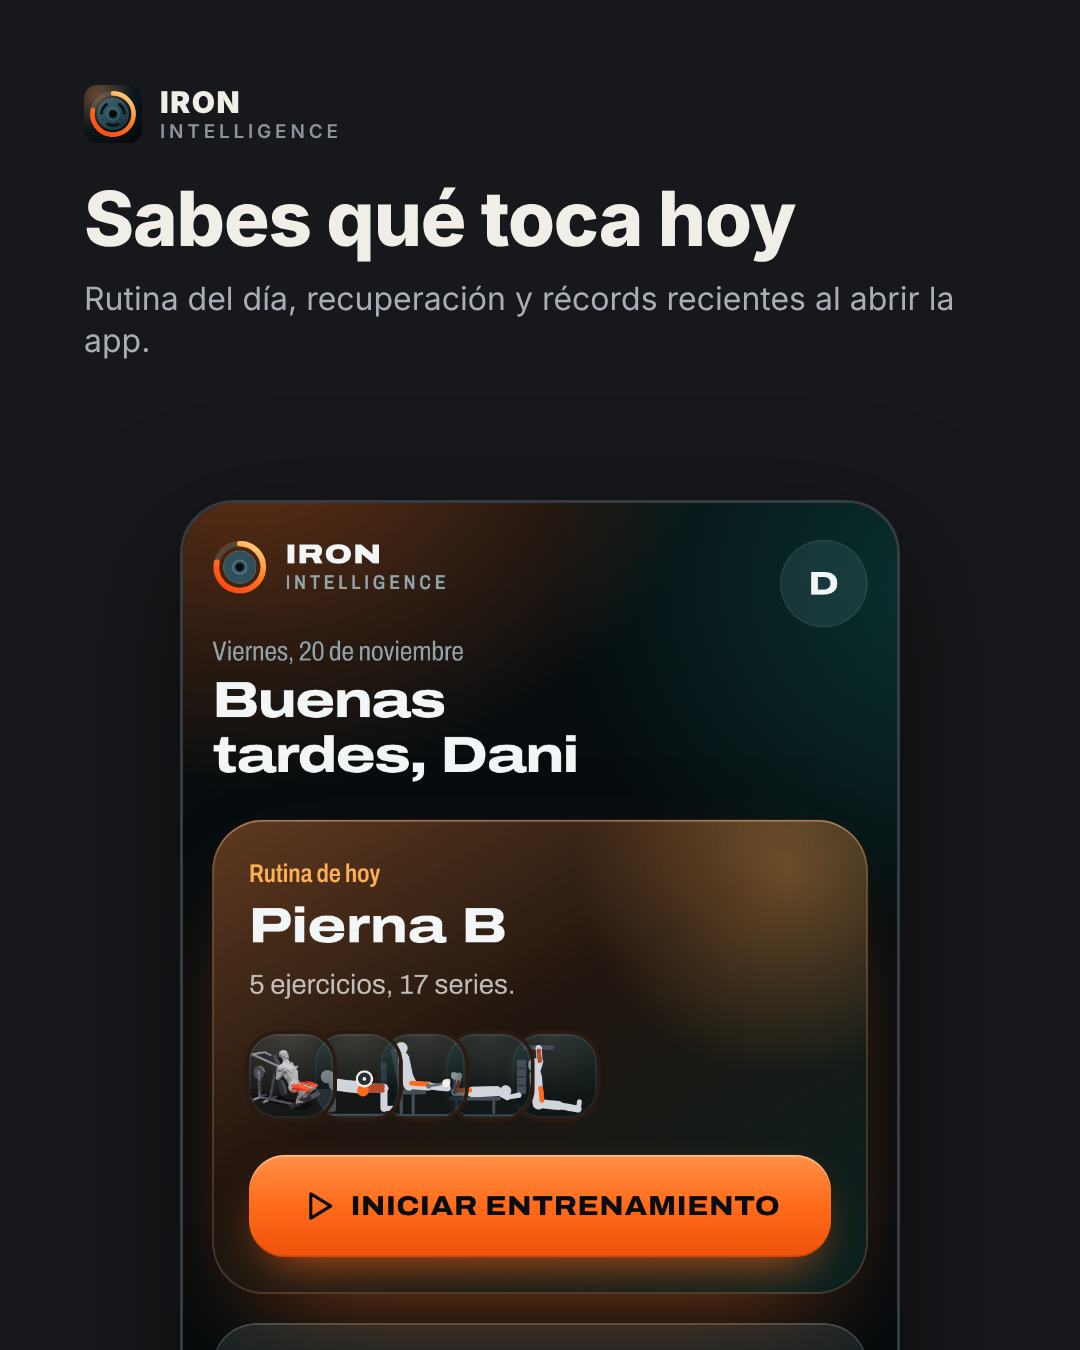 IRON
INTELLIGENCE
Sabes qué toca hoy
Rutina del día, recuperación y récords recientes al abrir la
app.
IRON
INTELLIGENCE
D
Viernes, 20 de noviembre
Buenas
tardes, Dani
Rutina de hoy
Pierna B
5 ejercicios, 17 series.
INICIAR ENTRENAMIENTO